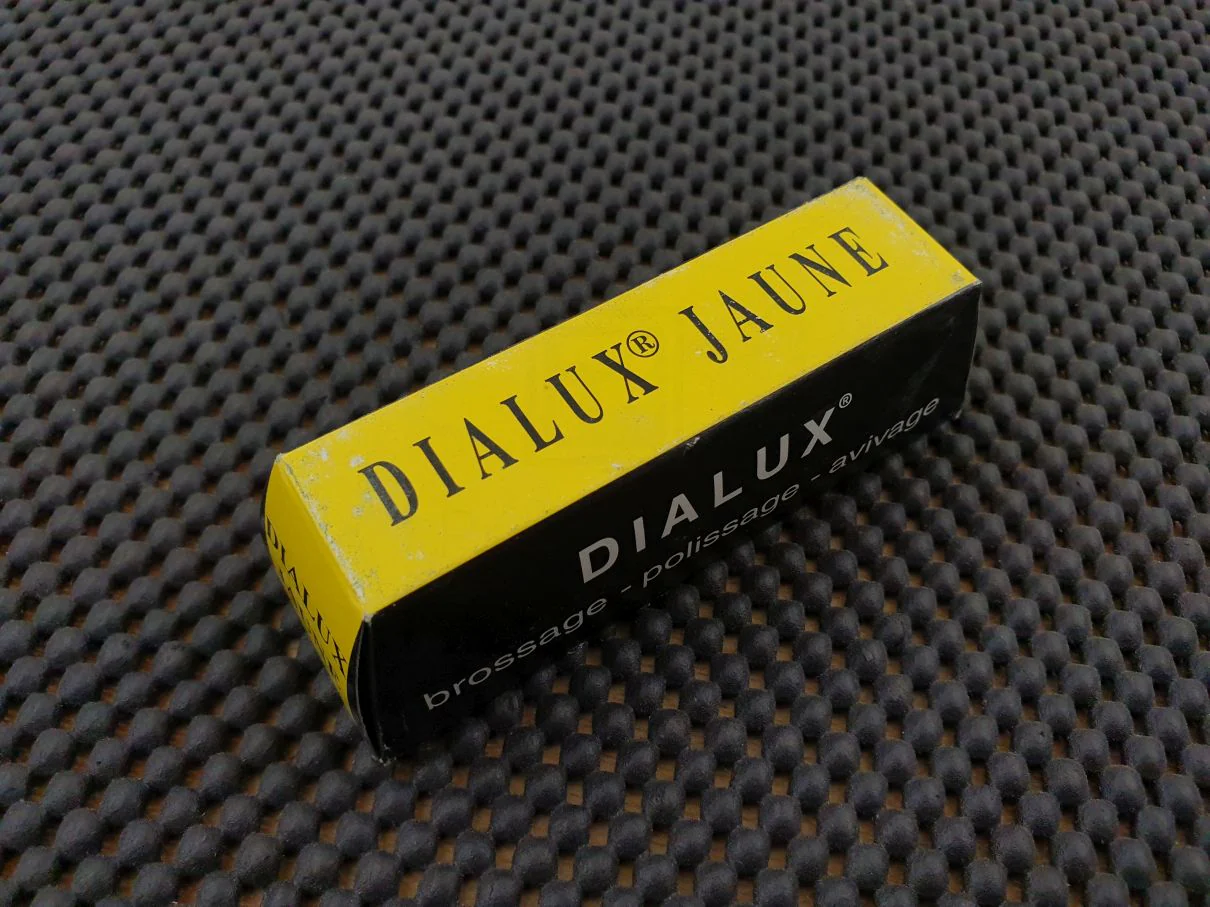 DIALUX® JAUNE
DIALUX®
brossage - polissage - avivage
DIALUX